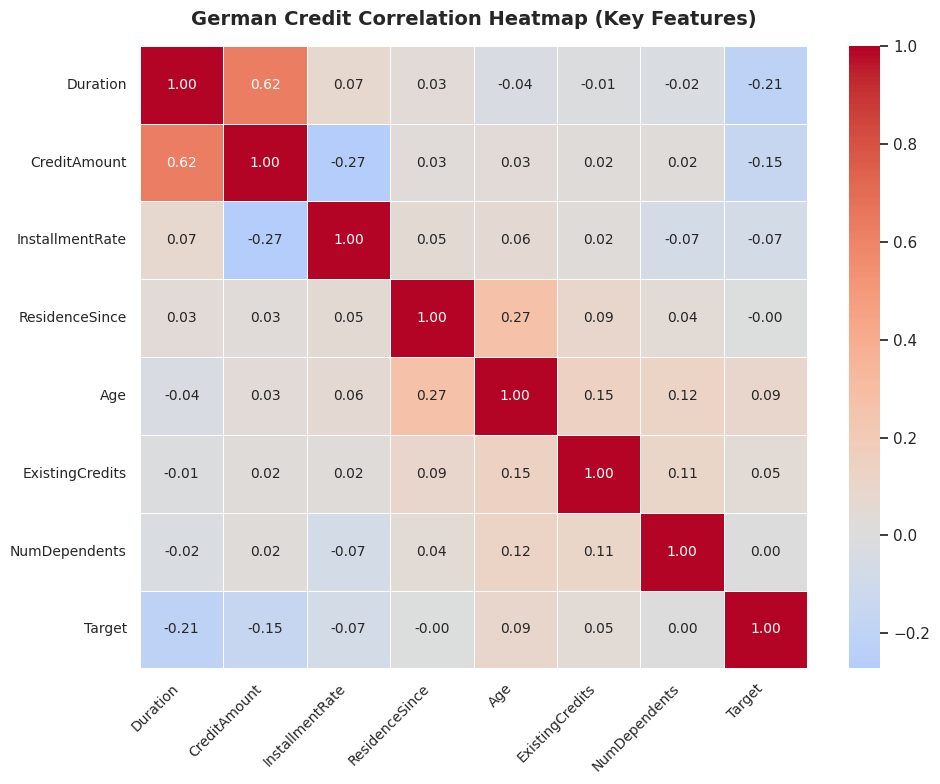 German Credit Correlation Heatmap (Key Features)
Duration 1.00 0.62 0.07 0.03 -0.04 -0.01 -0.02 -0.21
CreditAmount 0.62 1.00 -0.27 0.03 0.03 0.02 0.02 -0.15
InstallmentRate 0.07 -0.27 1.00 0.05 0.06 0.02 -0.07 -0.07
ResidenceSince 0.03 0.03 0.05 1.00 0.27 0.09 0.04 -0.00
Age -0.04 0.03 0.06 0.27 1.00 0.15 0.12 0.09
ExistingCredits -0.01 0.02 0.02 0.09 0.15 1.00 0.11 0.05
NumDependents -0.02 0.02 -0.07 0.04 0.12 0.11 1.00 0.00
Target -0.21 -0.15 -0.07 -0.00 0.09 0.05 0.00 1.00
Duration CreditAmount InstallmentRate ResidenceSince Age ExistingCredits NumDependents Target
1.0
0.8
0.6
0.4
0.2
0.0
−0.2